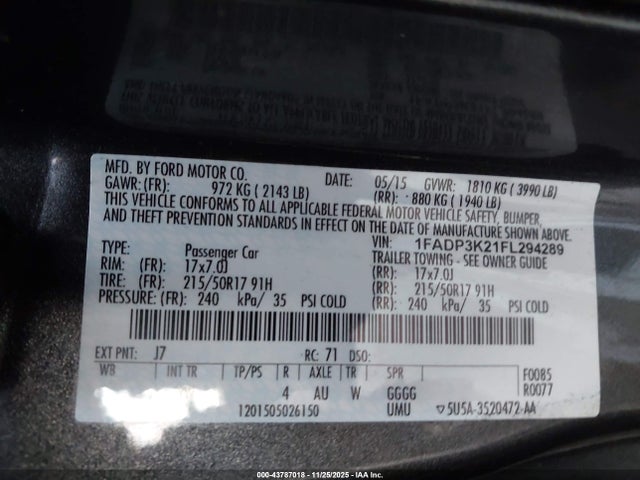 MFD. BY FORD MOTOR CO.
DATE: 05/15 GVWR: 1810 KG ( 3990 LB)
GAWR: (FR): 972 KG ( 2143 LB) (RR): 880 KG ( 1940 LB)
THIS VEHICLE CONFORMS TO ALL APPLICABLE FEDERAL MOTOR VEHICLE SAFETY, BUMPER,
AND THEFT PREVENTION STANDARDS IN EFFECT ON THE DATE OF MANUFACTURE SHOWN ABOVE.
VIN: 1FADP3K21FL294289
TYPE: Passenger Car TRAILER TOWING - SEE OWNER GUIDE
RIM: (FR): 17x7.0J (RR): 17x7.0J
TIRE: (FR): 215/50R17 91H (RR): 215/50R17 91H
PRESSURE: (FR): 240 kPa/ 35 PSI COLD (RR): 240 kPa/ 35 PSI COLD
EXT PNT: J7 RC: 71 DSO:
WB INT TR TP/PS R AXLE TR SPR F0085
4 AU W GGGG R0077
1201505026150 UMU ▽5U5A-3520472-AA
000-43787018 - 11/25/2025 - IAA Inc.